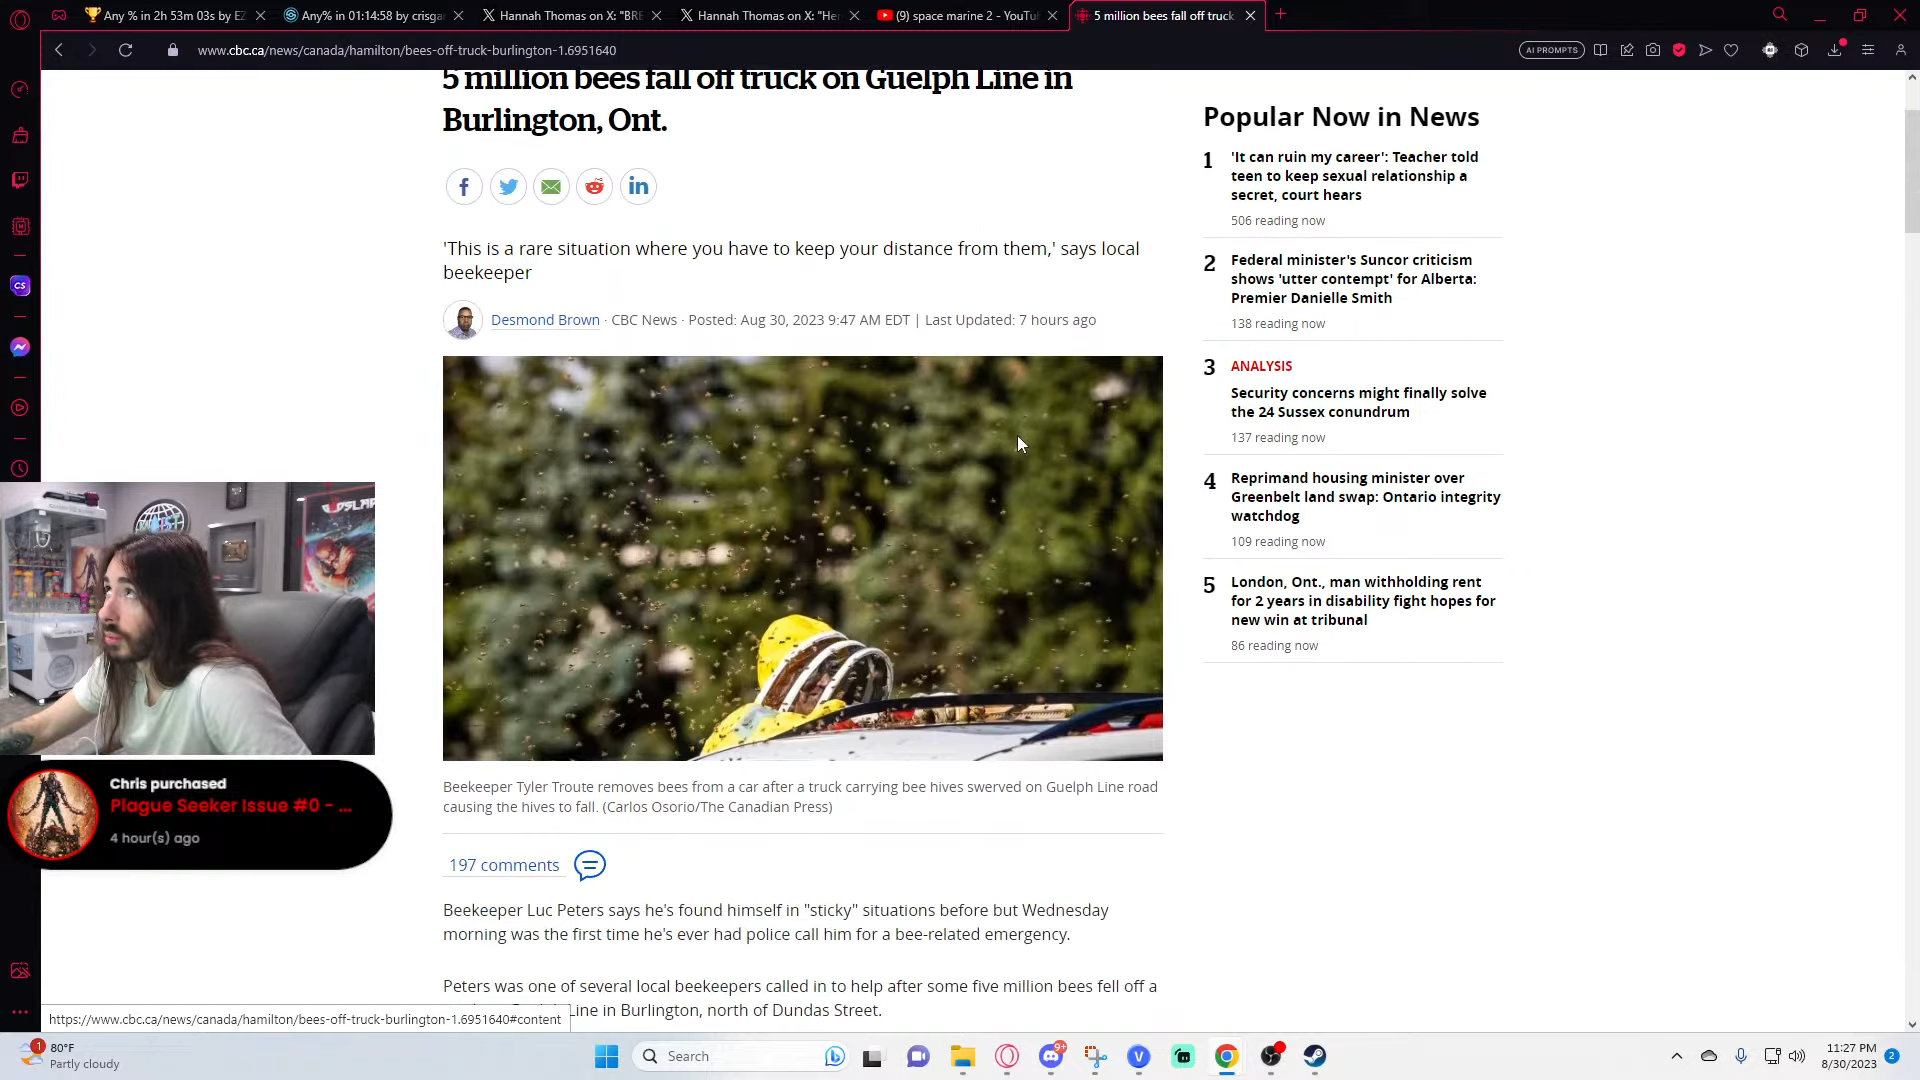 Any % in 2h 53m 03s by EZ
Any% in 01:14:58 by crisgar
Hannah Thomas on X: "BRE
Hannah Thomas on X: "Her
(9) space marine 2 - YouTu
5 million bees fall off truck
www.cbc.ca/news/canada/hamilton/bees-off-truck-burlington-1.6951640
AI PROMPTS
5 million bees fall off truck on Guelph Line in
Burlington, Ont.
'This is a rare situation where you have to keep your distance from them,' says local
beekeeper
Desmond Brown · CBC News · Posted: Aug 30, 2023 9:47 AM EDT | Last Updated: 7 hours ago
Beekeeper Tyler Troute removes bees from a car after a truck carrying bee hives swerved on Guelph Line road
causing the hives to fall. (Carlos Osorio/The Canadian Press)
197 comments
Beekeeper Luc Peters says he's found himself in "sticky" situations before but Wednesday
morning was the first time he's ever had police call him for a bee-related emergency.
Peters was one of several local beekeepers called in to help after some five million bees fell off a
Line in Burlington, north of Dundas Street.
Popular Now in News
1 'It can ruin my career': Teacher told
teen to keep sexual relationship a
secret, court hears
506 reading now
2 Federal minister's Suncor criticism
shows 'utter contempt' for Alberta:
Premier Danielle Smith
138 reading now
3 ANALYSIS
Security concerns might finally solve
the 24 Sussex conundrum
137 reading now
4 Reprimand housing minister over
Greenbelt land swap: Ontario integrity
watchdog
109 reading now
5 London, Ont., man withholding rent
for 2 years in disability fight hopes for
new win at tribunal
86 reading now
CS
Chris purchased
Plague Seeker Issue #0 - ...
4 hour(s) ago
https://www.cbc.ca/news/canada/hamilton/bees-off-truck-burlington-1.6951640#content
1
80°F
Partly cloudy
Search
9+
11:27 PM
8/30/2023
2